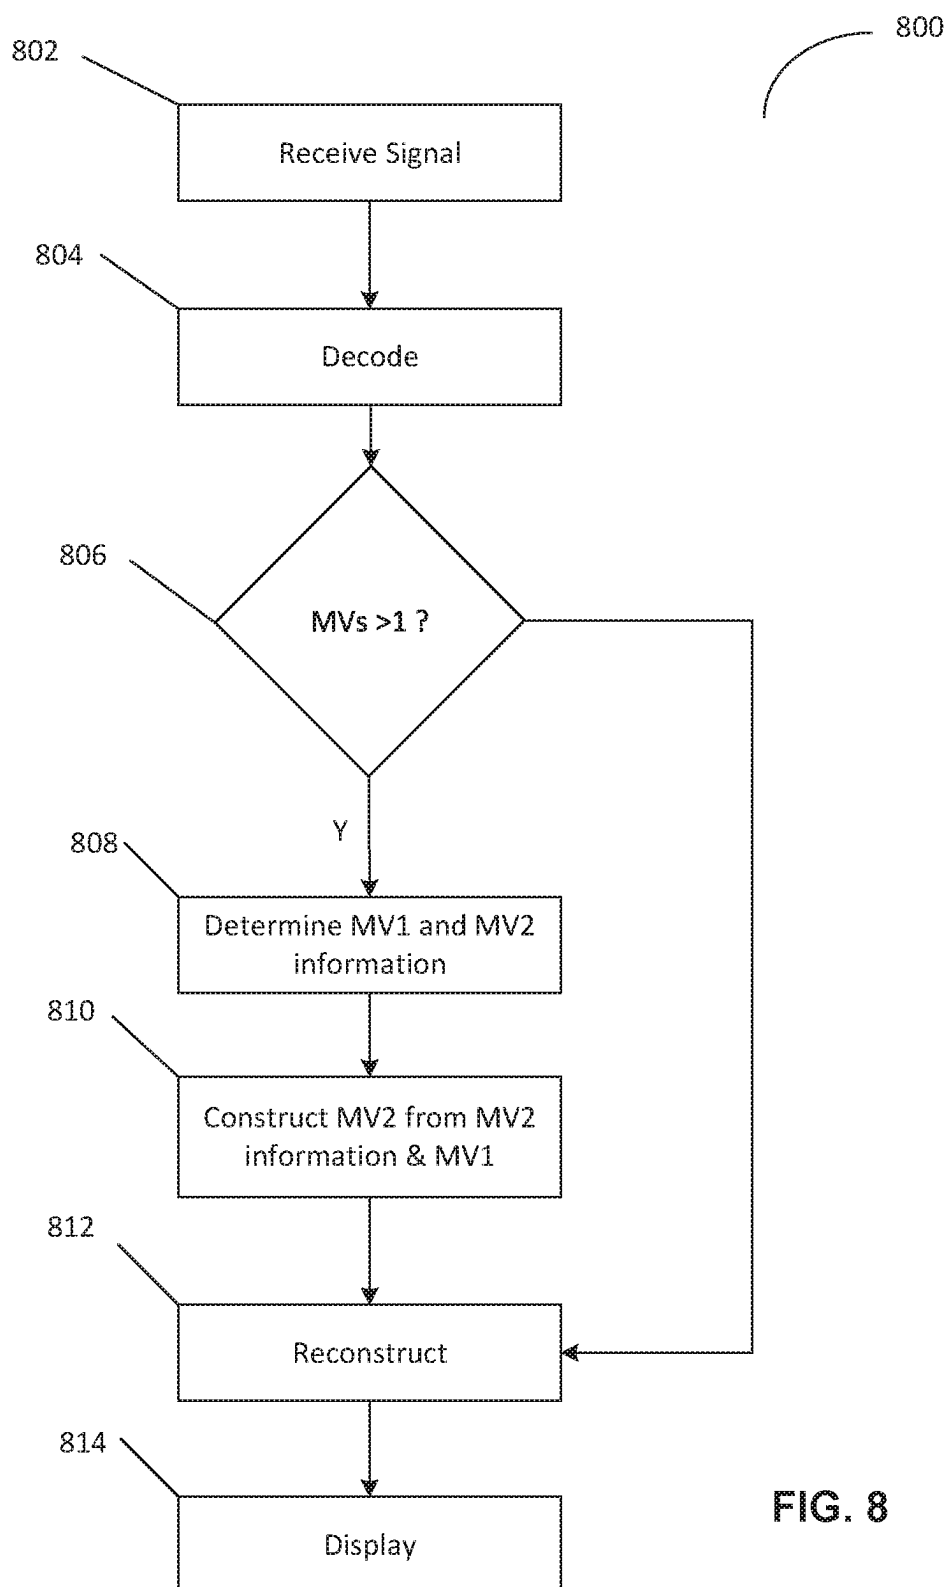 800
802
Receive Signal
804
Decode
806
MVs >1 ?
Y
808
Determine MV1 and MV2
information
810
Construct MV2 from MV2
information & MV1
812
Reconstruct
814
Display
FIG. 8